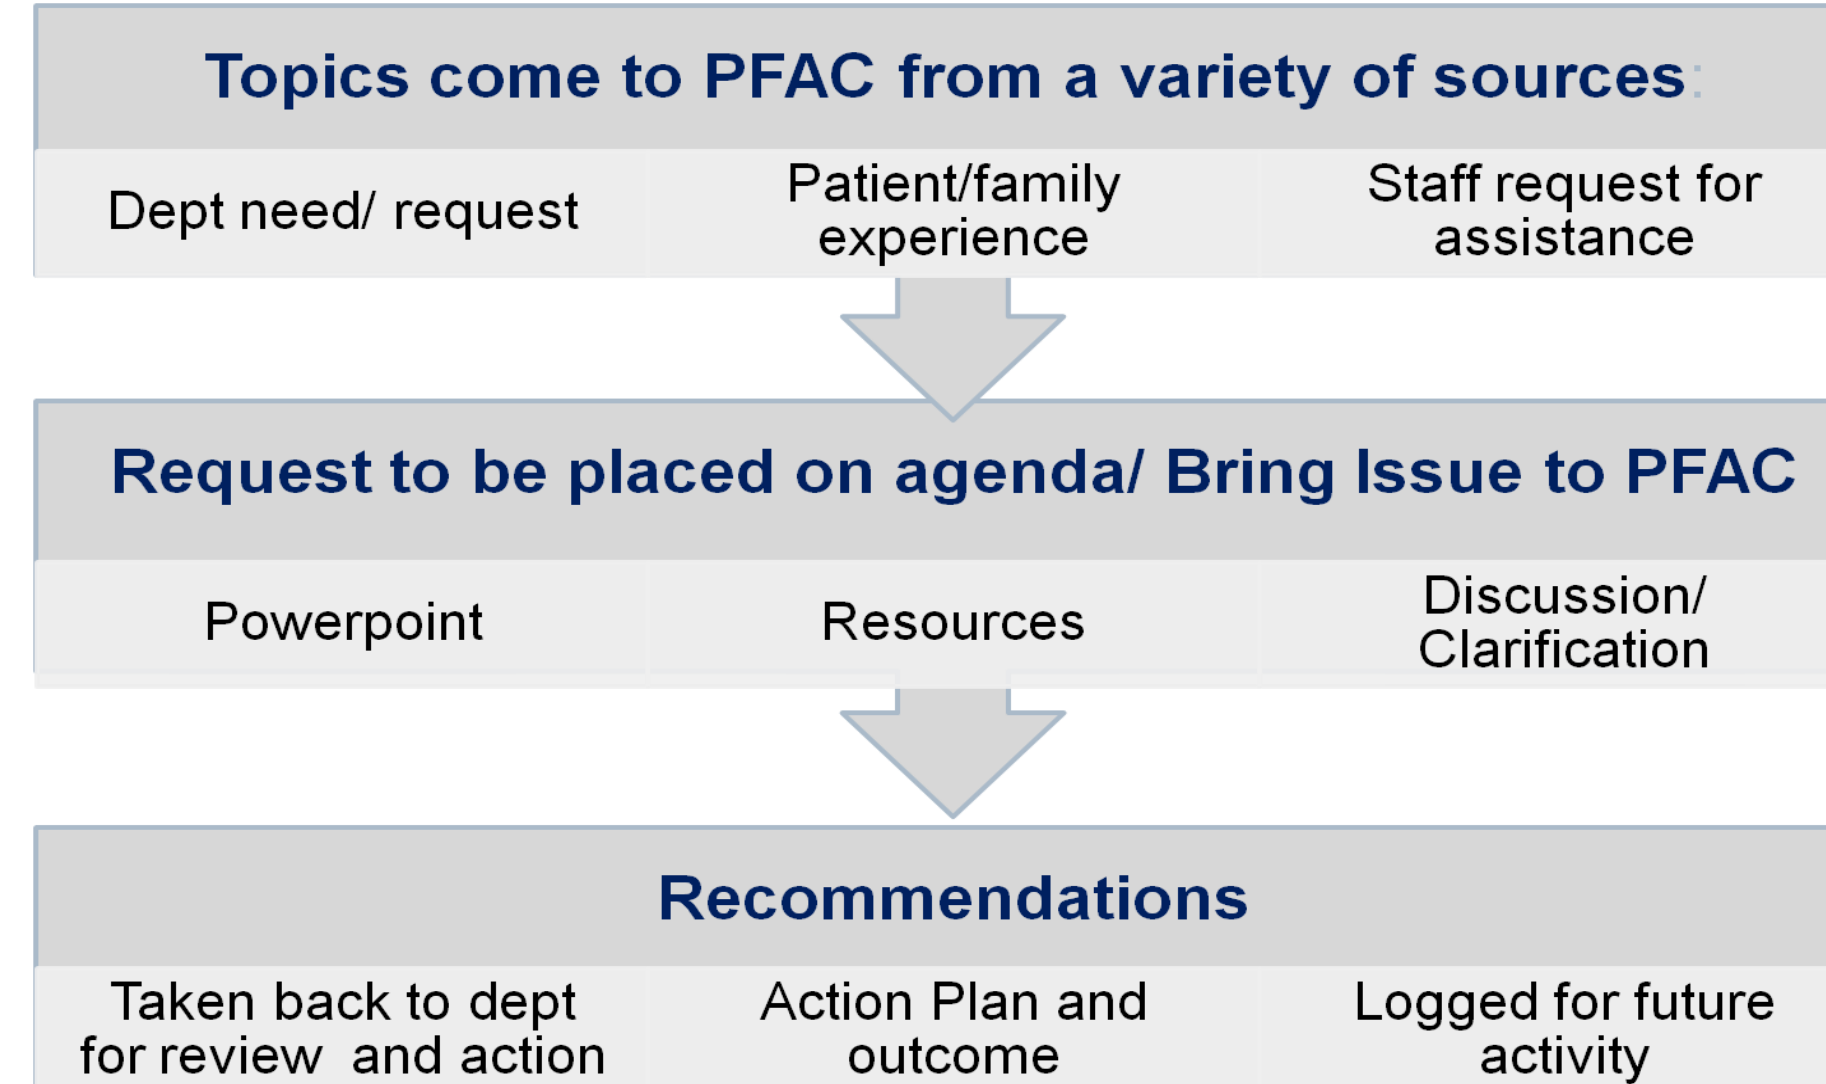 Topics come to PFAC from a variety of sources:
Dept need/ request
Patient/family
experience
Staff request for
assistance
Request to be placed on agenda/ Bring Issue to PFAC
Powerpoint
Resources
Discussion/
Clarification
Recommendations
Taken back to dept
for review and action
Action Plan and
outcome
Logged for future
activity